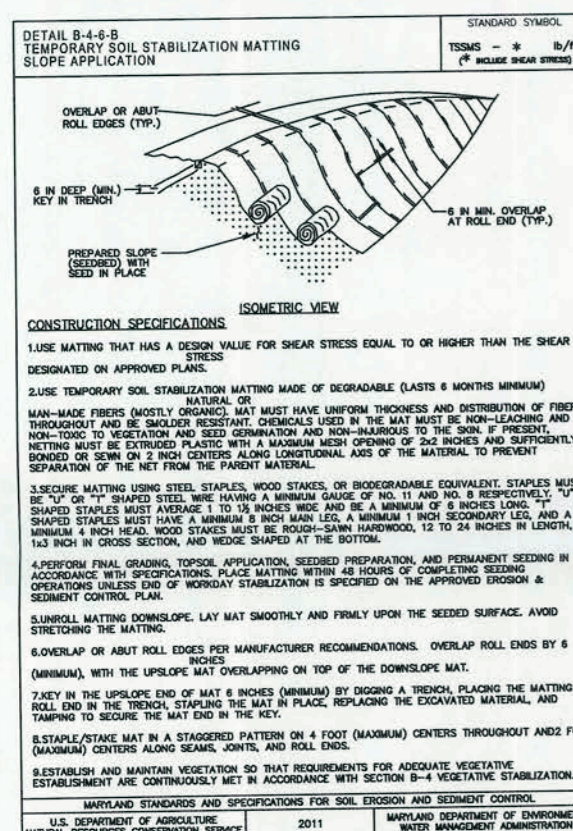 DETAIL B-4-6-B
TEMPORARY SOIL STABILIZATION MATTING
SLOPE APPLICATION
STANDARD SYMBOL
TSSMS - * lb/f
(* INCLUDE SHEAR STRESS)
OVERLAP OR ABUT
ROLL EDGES (TYP.)
6 IN DEEP (MIN.)
KEY IN TRENCH
6 IN MIN. OVERLAP
AT ROLL END (TYP.)
PREPARED SLOPE
(SEEDBED) WITH
SEED IN PLACE
ISOMETRIC VIEW
CONSTRUCTION SPECIFICATIONS
1.USE MATTING THAT HAS A DESIGN VALUE FOR SHEAR STRESS EQUAL TO OR HIGHER THAN THE SHEAR
STRESS
DESIGNATED ON APPROVED PLANS.
2.USE TEMPORARY SOIL STABILIZATION MATTING MADE OF DEGRADABLE (LASTS 6 MONTHS MINIMUM)
NATURAL OR
MAN-MADE FIBERS (MOSTLY ORGANIC). MAT MUST HAVE UNIFORM THICKNESS AND DISTRIBUTION OF FIBER
THROUGHOUT AND BE SMOLDER RESISTANT. CHEMICALS USED IN THE MAT MUST BE NON-LEACHING AND
NON-TOXIC TO VEGETATION AND SEED GERMINATION AND NON-INJURIOUS TO THE SKIN. IF PRESENT,
NETTING MUST BE EXTRUDED PLASTIC WITH A MAXIMUM MESH OPENING OF 2x2 INCHES AND SUFFICIENTLY
BONDED OR SEWN ON 2 INCH CENTERS ALONG LONGITUDINAL AXIS OF THE MATERIAL TO PREVENT
SEPARATION OF THE NET FROM THE PARENT MATERIAL.
3.SECURE MATTING USING STEEL STAPLES, WOOD STAKES, OR BIODEGRADABLE EQUIVALENT. STAPLES MUS
BE "U" OR "T" SHAPED STEEL WIRE HAVING A MINIMUM GAUGE OF NO. 11 AND NO. 8 RESPECTIVELY. "U"
SHAPED STAPLES MUST AVERAGE 1 TO 1½ INCHES WIDE AND BE A MINIMUM OF 6 INCHES LONG. "T"
SHAPED STAPLES MUST HAVE A MINIMUM 8 INCH MAIN LEG, A MINIMUM 1 INCH SECONDARY LEG, AND A
MINIMUM 4 INCH HEAD. WOOD STAKES MUST BE ROUGH-SAWN HARDWOOD, 12 TO 24 INCHES IN LENGTH,
1x3 INCH IN CROSS SECTION, AND WEDGE SHAPED AT THE BOTTOM.
4.PERFORM FINAL GRADING, TOPSOIL APPLICATION, SEEDBED PREPARATION, AND PERMANENT SEEDING IN
ACCORDANCE WITH SPECIFICATIONS. PLACE MATTING WITHIN 48 HOURS OF COMPLETING SEEDING
OPERATIONS UNLESS END OF WORKDAY STABILIZATION IS SPECIFIED ON THE APPROVED EROSION &
SEDIMENT CONTROL PLAN.
5.UNROLL MATTING DOWNSLOPE. LAY MAT SMOOTHLY AND FIRMLY UPON THE SEEDED SURFACE. AVOID
STRETCHING THE MATTING.
6.OVERLAP OR ABUT ROLL EDGES PER MANUFACTURER RECOMMENDATIONS. OVERLAP ROLL ENDS BY 6
INCHES
(MINIMUM), WITH THE UPSLOPE MAT OVERLAPPING ON TOP OF THE DOWNSLOPE MAT.
7.KEY IN THE UPSLOPE END OF MAT 6 INCHES (MINIMUM) BY DIGGING A TRENCH, PLACING THE MATTING
ROLL END IN THE TRENCH, STAPLING THE MAT IN PLACE, REPLACING THE EXCAVATED MATERIAL, AND
TAMPING TO SECURE THE MAT END IN THE KEY.
8.STAPLE/STAKE MAT IN A STAGGERED PATTERN ON 4 FOOT (MAXIMUM) CENTERS THROUGHOUT AND2 F
(MAXIMUM) CENTERS ALONG SEAMS, JOINTS, AND ROLL ENDS.
9.ESTABLISH AND MAINTAIN VEGETATION SO THAT REQUIREMENTS FOR ADEQUATE VEGETATIVE
ESTABLISHMENT ARE CONTINUOUSLY MET IN ACCORDANCE WITH SECTION B-4 VEGETATIVE STABILIZATION.
MARYLAND STANDARDS AND SPECIFICATIONS FOR SOIL EROSION AND SEDIMENT CONTROL
U.S. DEPARTMENT OF AGRICULTURE
NATURAL RESOURCES CONSERVATION SERVICE
2011
MARYLAND DEPARTMENT OF ENVIRONME
WATER MANAGEMENT ADMINISTRATION